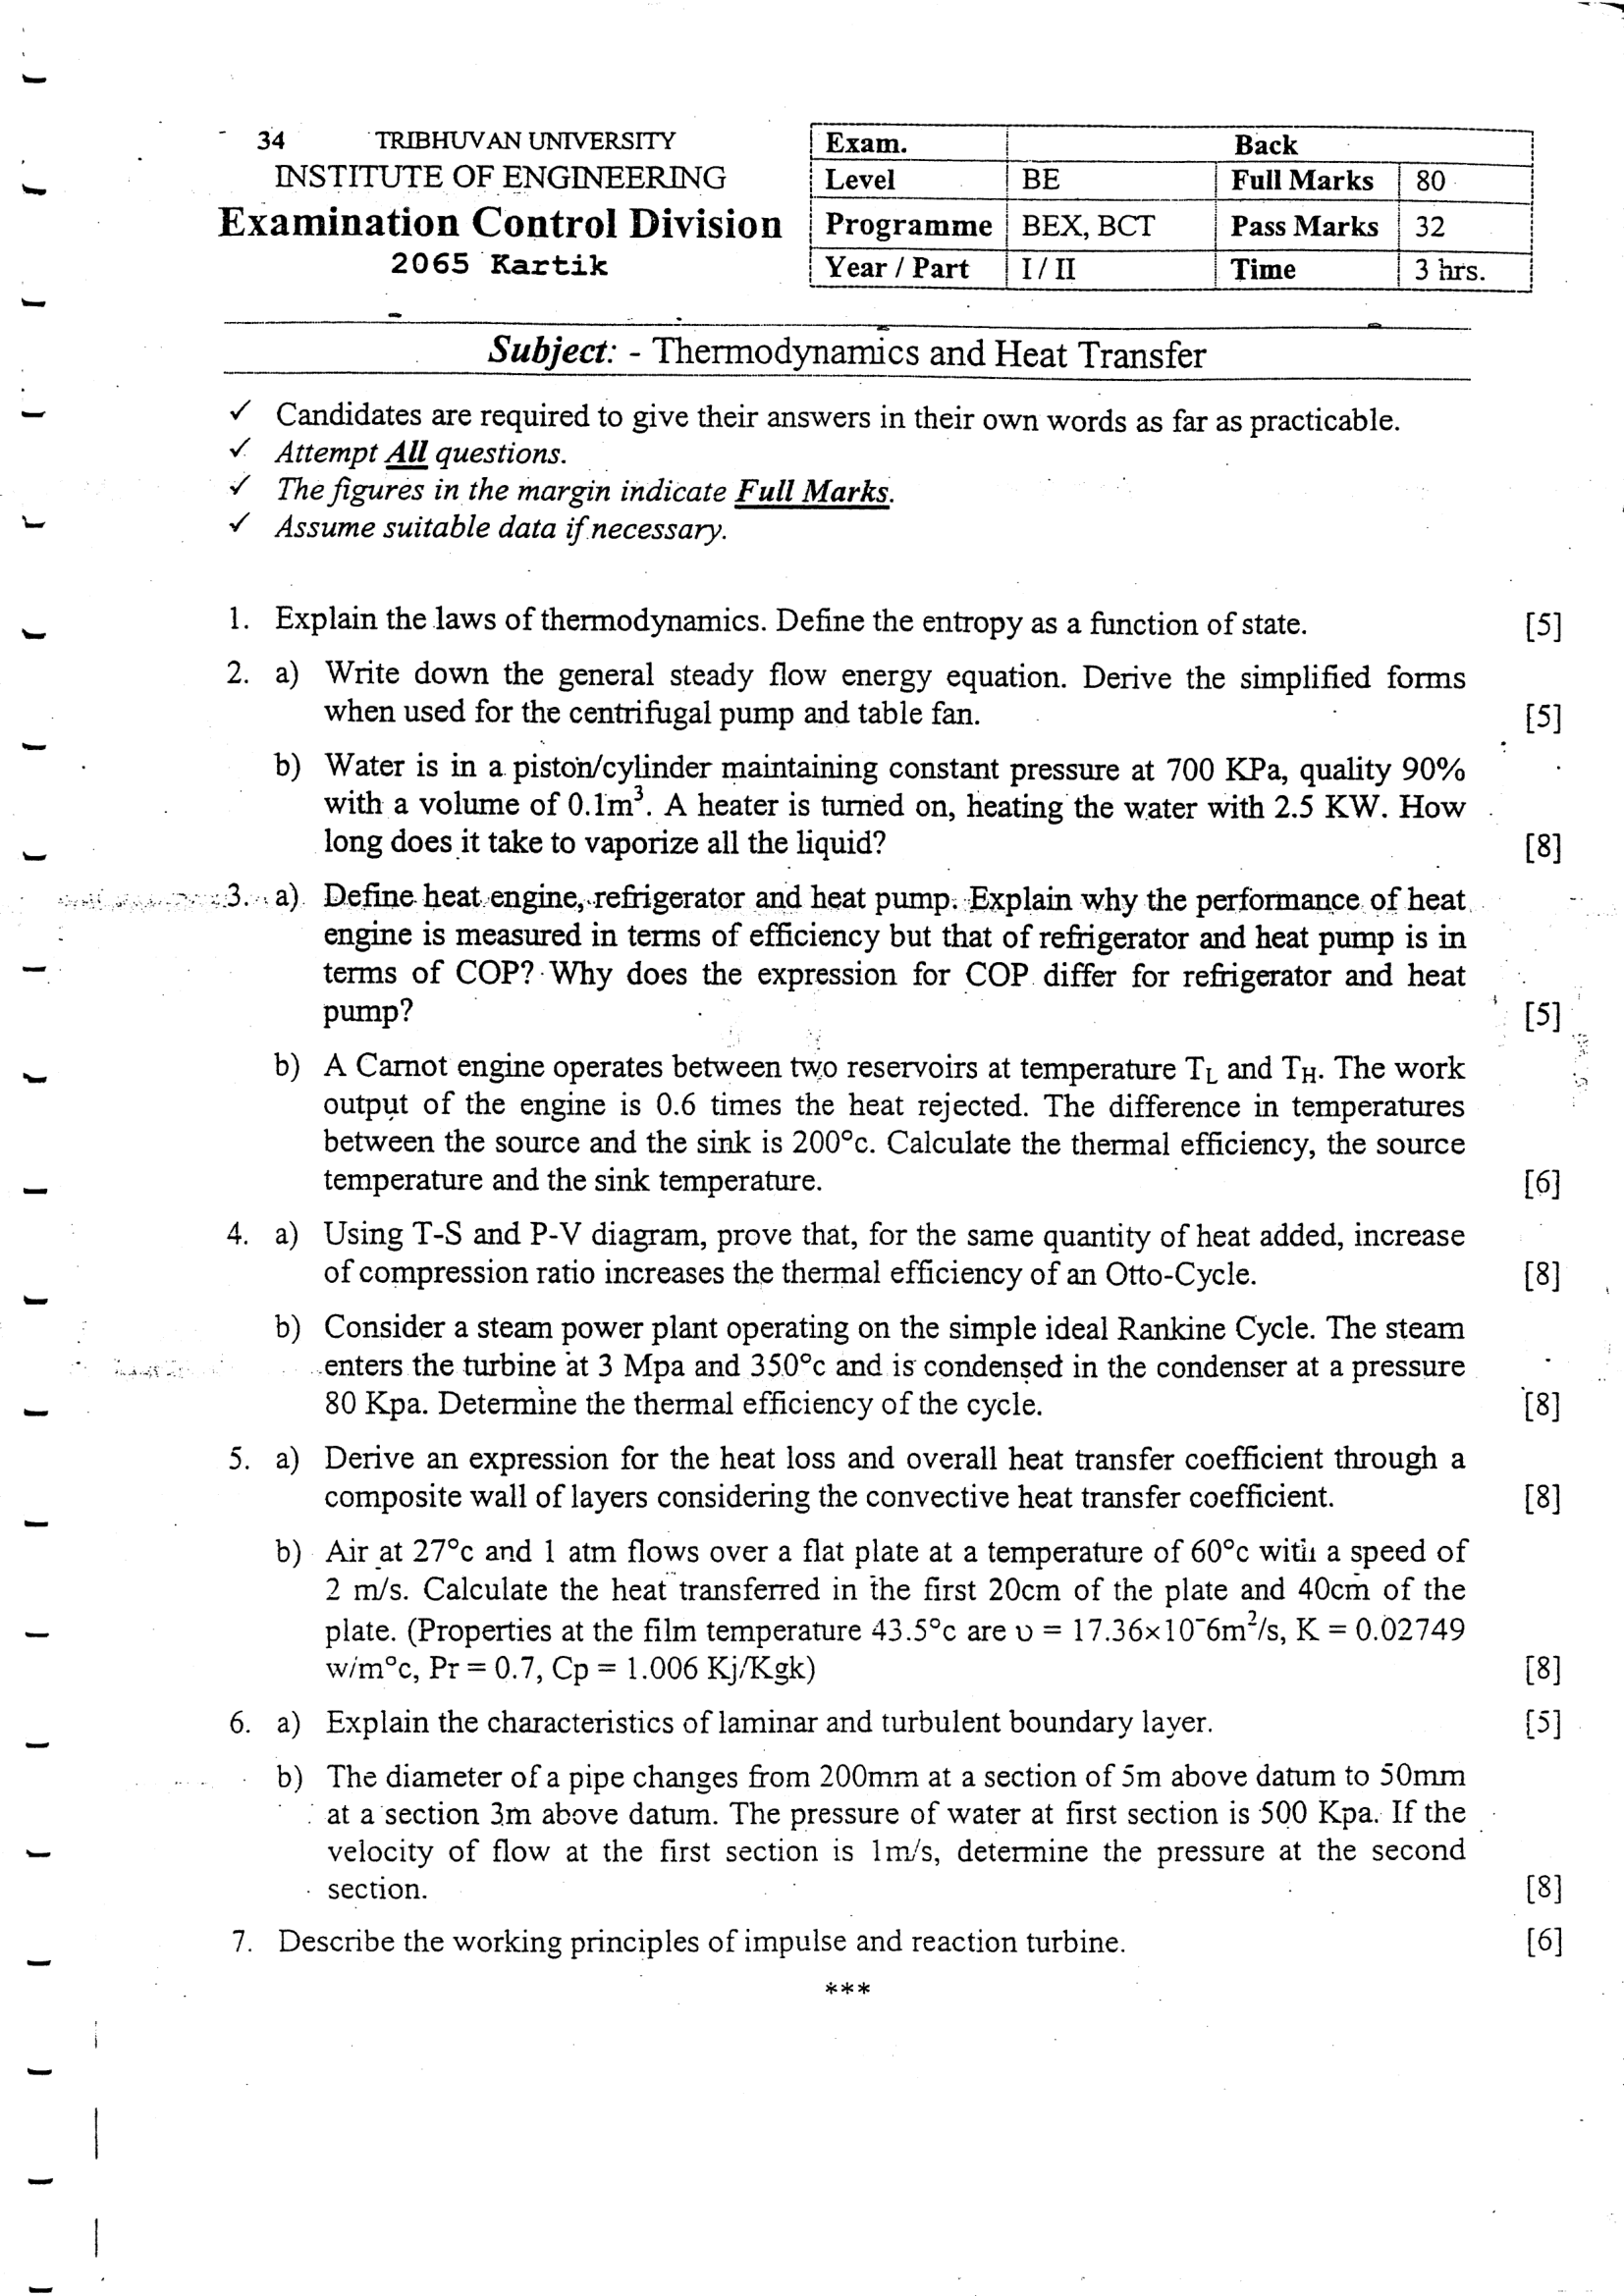 34 TRIBHUVAN UNIVERSITY
INSTITUTE OF ENGINEERING
Examination Control Division
2065 Kartik
Exam. Back
Level BE Full Marks 80
Programme BEX, BCT Pass Marks 32
Year / Part I / II Time 3 hrs.
Subject: - Thermodynamics and Heat Transfer
✓ Candidates are required to give their answers in their own words as far as practicable.
✓ Attempt All questions.
✓ The figures in the margin indicate Full Marks.
✓ Assume suitable data if necessary.
1. Explain the laws of thermodynamics. Define the entropy as a function of state. [5]
2. a) Write down the general steady flow energy equation. Derive the simplified forms
when used for the centrifugal pump and table fan. [5]
b) Water is in a piston/cylinder maintaining constant pressure at 700 KPa, quality 90%
with a volume of 0.1m³. A heater is turned on, heating the water with 2.5 KW. How
long does it take to vaporize all the liquid? [8]
3. a) Define heat engine, refrigerator and heat pump. Explain why the performance of heat
engine is measured in terms of efficiency but that of refrigerator and heat pump is in
terms of COP? Why does the expression for COP differ for refrigerator and heat
pump? [5]
b) A Carnot engine operates between two reservoirs at temperature T_L and T_H. The work
output of the engine is 0.6 times the heat rejected. The difference in temperatures
between the source and the sink is 200°c. Calculate the thermal efficiency, the source
temperature and the sink temperature. [6]
4. a) Using T-S and P-V diagram, prove that, for the same quantity of heat added, increase
of compression ratio increases the thermal efficiency of an Otto-Cycle. [8]
b) Consider a steam power plant operating on the simple ideal Rankine Cycle. The steam
enters the turbine at 3 Mpa and 350°c and is condensed in the condenser at a pressure
80 Kpa. Determine the thermal efficiency of the cycle. [8]
5. a) Derive an expression for the heat loss and overall heat transfer coefficient through a
composite wall of layers considering the convective heat transfer coefficient. [8]
b) Air at 27°c and 1 atm flows over a flat plate at a temperature of 60°c with a speed of
2 m/s. Calculate the heat transferred in the first 20cm of the plate and 40cm of the
plate. (Properties at the film temperature 43.5°c are υ = 17.36×10⁻6m²/s, K = 0.02749
w/m°c, Pr = 0.7, Cp = 1.006 Kj/Kgk) [8]
6. a) Explain the characteristics of laminar and turbulent boundary layer. [5]
b) The diameter of a pipe changes from 200mm at a section of 5m above datum to 50mm
at a section 3m above datum. The pressure of water at first section is 500 Kpa. If the
velocity of flow at the first section is 1m/s, determine the pressure at the second
section. [8]
7. Describe the working principles of impulse and reaction turbine. [6]
***